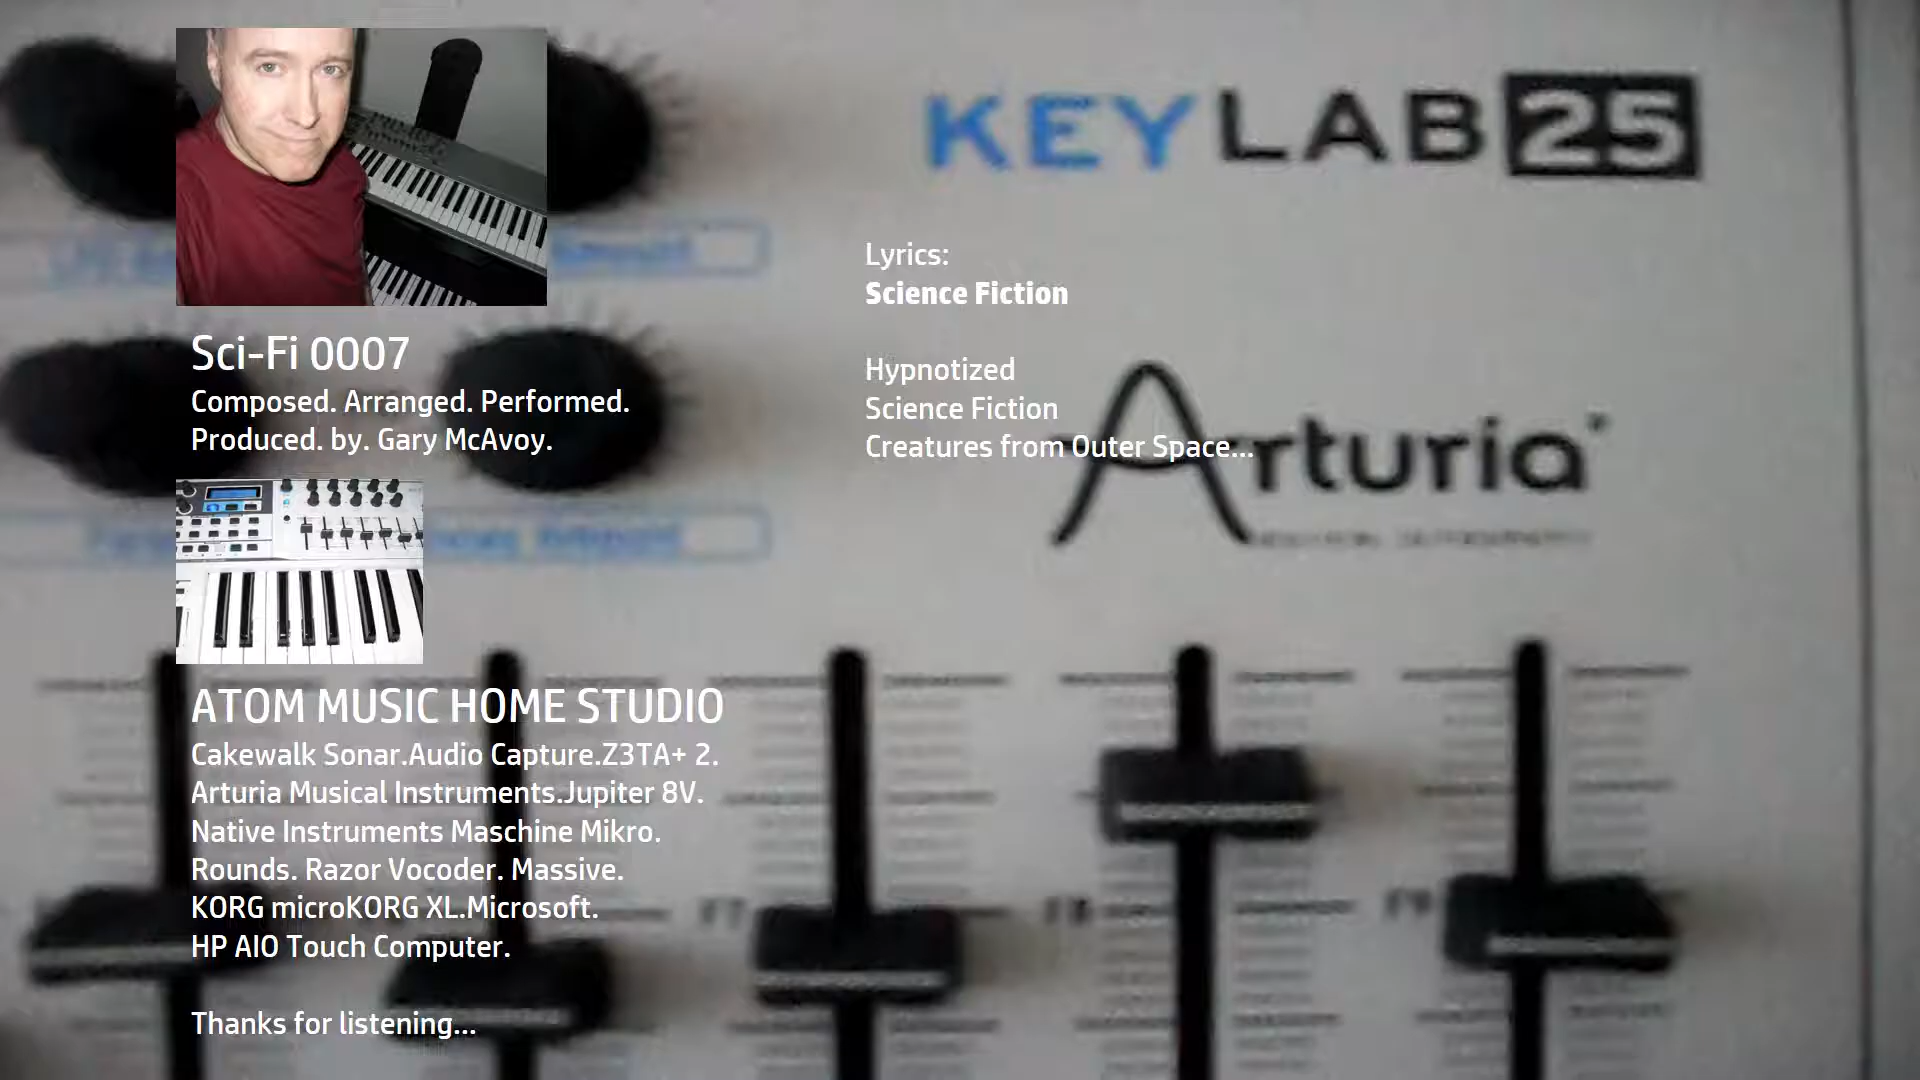 KEYLAB 25
Lyrics:
Science Fiction
Hypnotized
Science Fiction
Creatures from Outer Space...
Arturia
Sci-Fi 0007
Composed. Arranged. Performed.
Produced. by. Gary McAvoy.
ATOM MUSIC HOME STUDIO
Cakewalk Sonar.Audio Capture.Z3TA+ 2.
Arturia Musical Instruments.Jupiter 8V.
Native Instruments Maschine Mikro.
Rounds. Razor Vocoder. Massive.
KORG microKORG XL.Microsoft.
HP AIO Touch Computer.
Thanks for listening...
F7
F8
F9